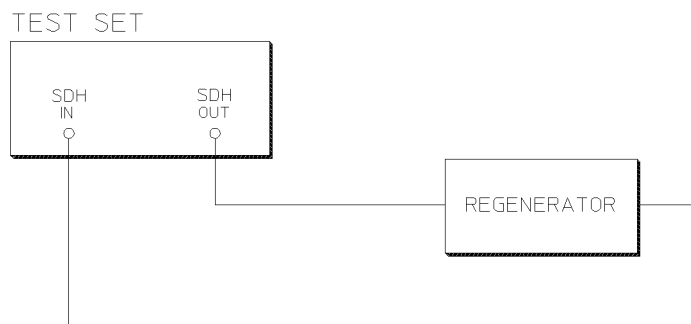 TEST SET
SDH
IN
SDH
OUT
REGENERATOR